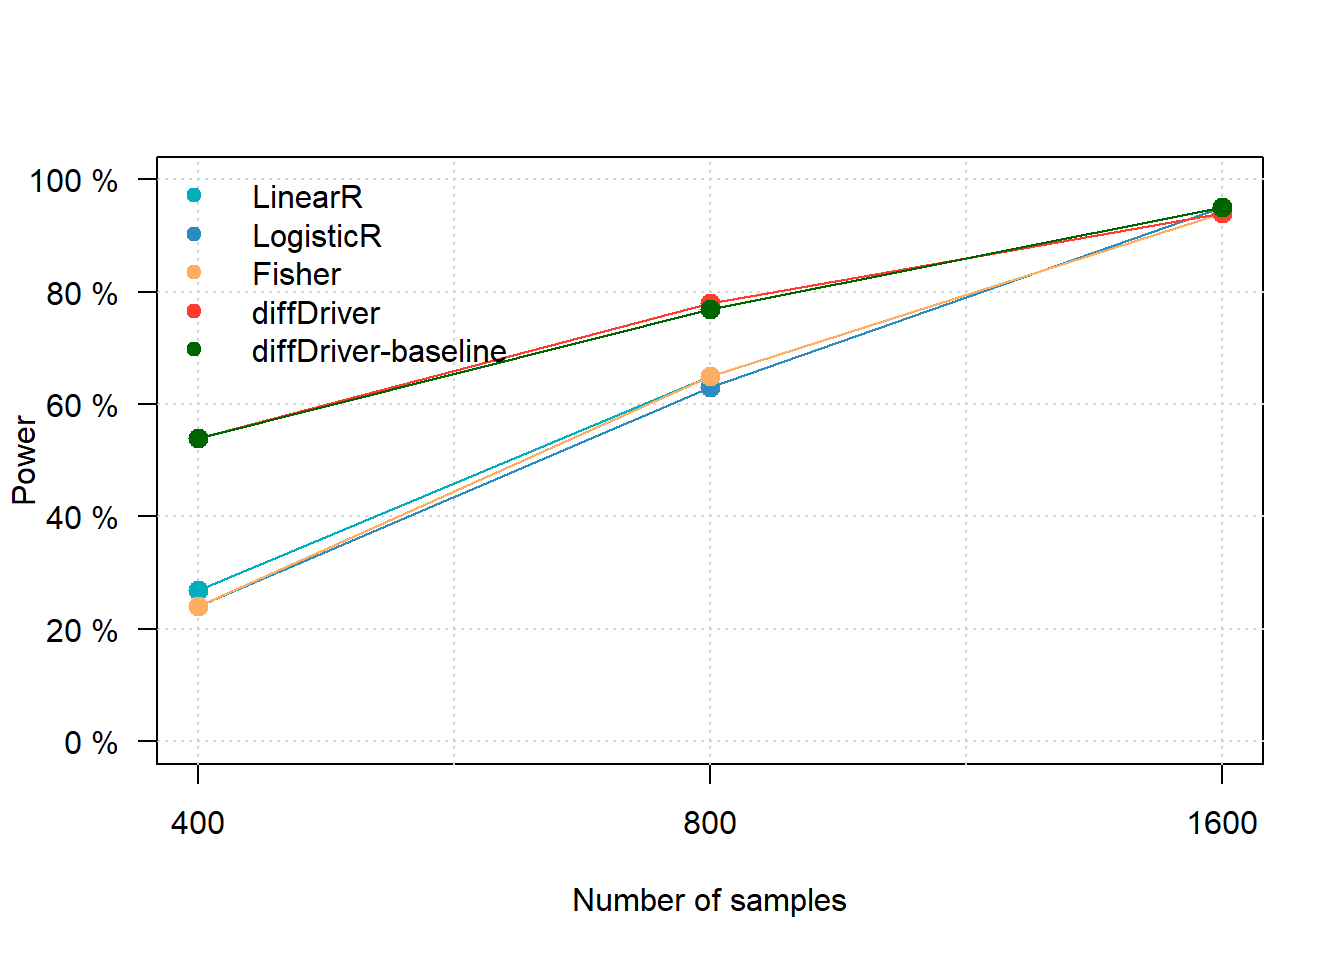 100 %
80 %
60 %
40 %
20 %
0 %
Power
LinearR
LogisticR
Fisher
diffDriver
diffDriver-baseline
400
800
1600
Number of samples